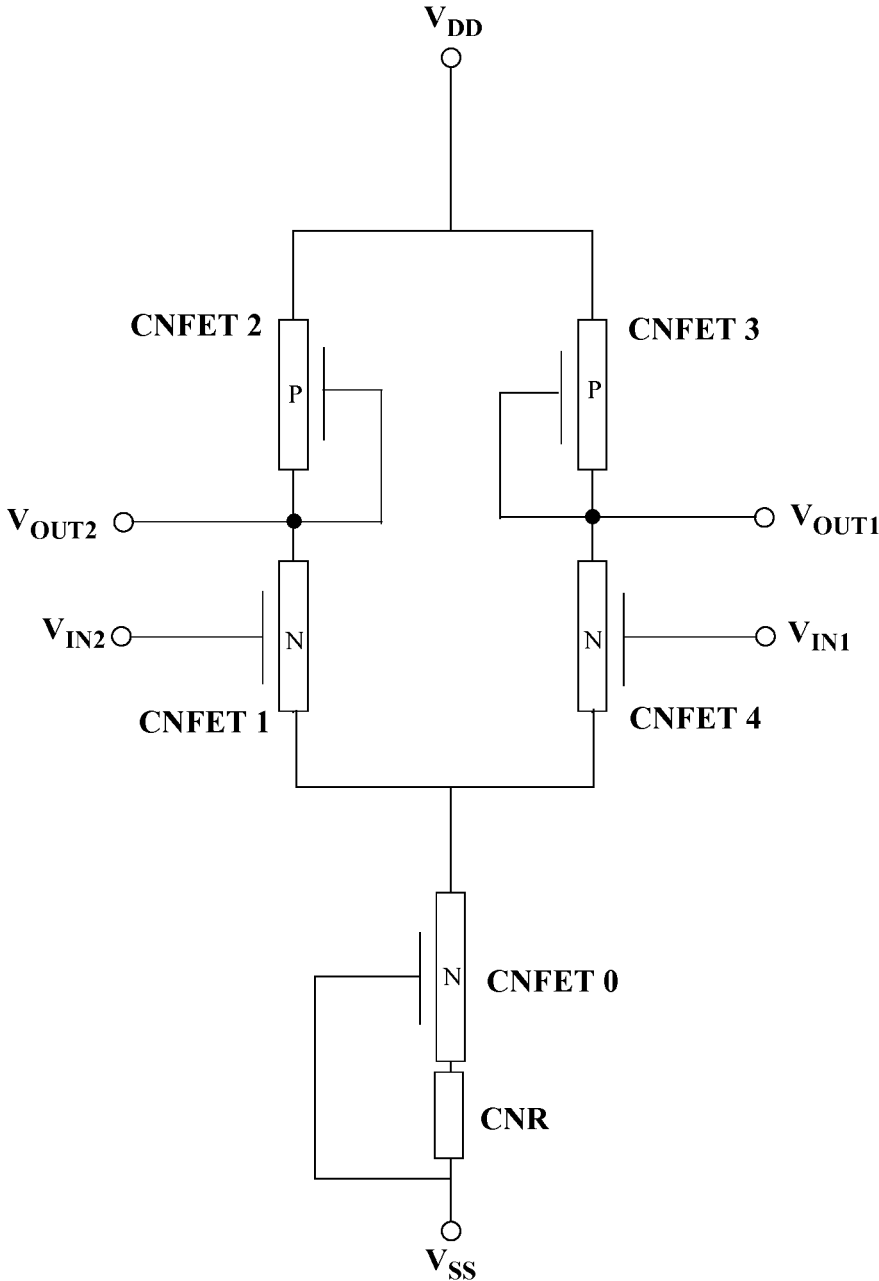 VDD
CNFET 2
CNFET 3
P
P
VOUT2
VOUT1
VIN2
N
N
VIN1
CNFET 1
CNFET 4
N
CNFET 0
CNR
VSS